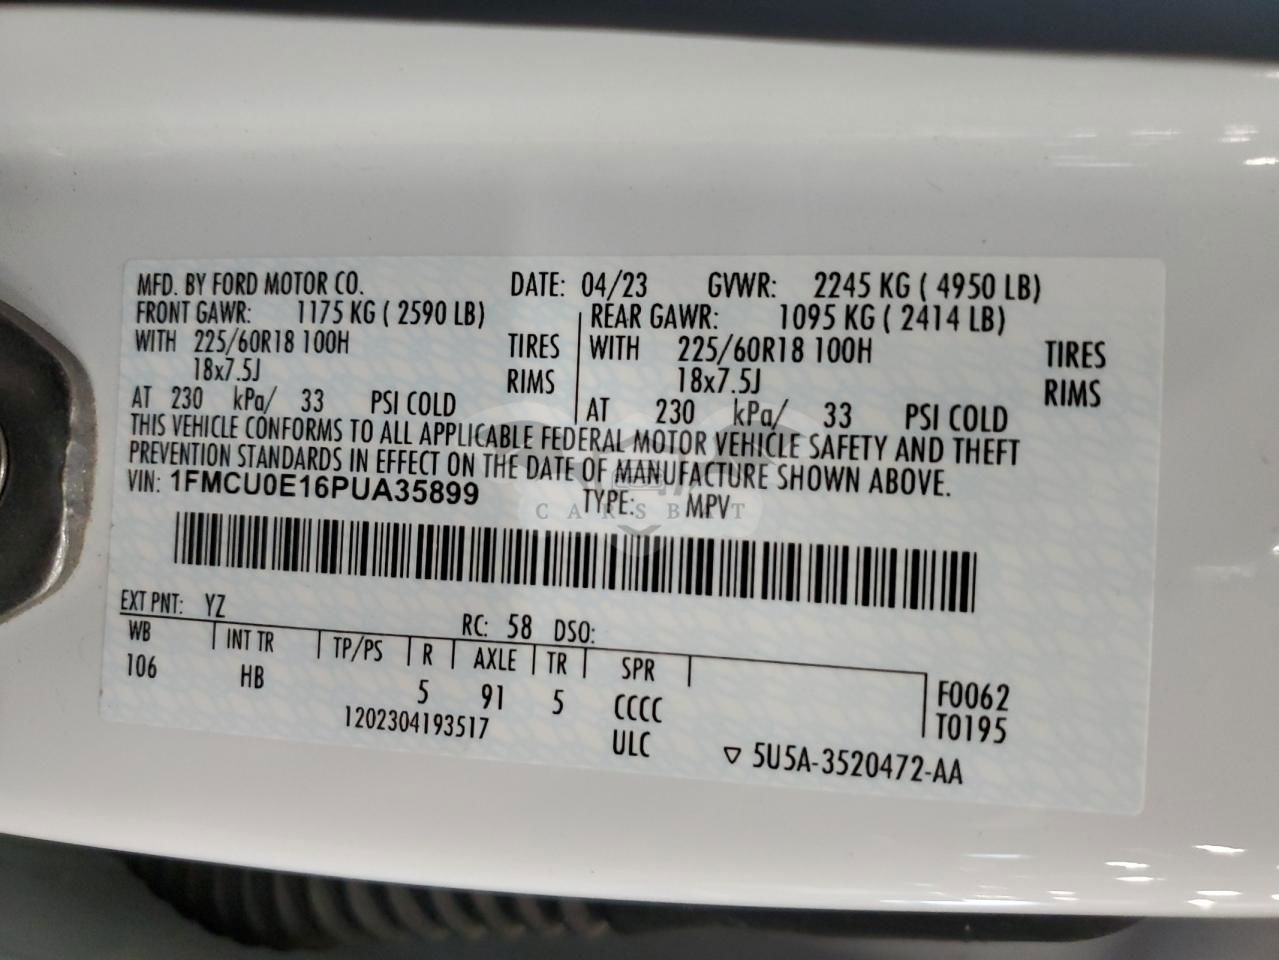 MFD. BY FORD MOTOR CO. DATE: 04/23 GVWR: 2245 KG ( 4950 LB)
FRONT GAWR: 1175 KG ( 2590 LB) REAR GAWR: 1095 KG ( 2414 LB)
WITH 225/60R18 100H TIRES WITH 225/60R18 100H TIRES
18x7.5J RIMS 18x7.5J RIMS
AT 230 kPa/ 33 PSI COLD AT 230 kPa/ 33 PSI COLD
THIS VEHICLE CONFORMS TO ALL APPLICABLE FEDERAL MOTOR VEHICLE SAFETY AND THEFT
PREVENTION STANDARDS IN EFFECT ON THE DATE OF MANUFACTURE SHOWN ABOVE.
VIN: 1FMCU0E16PUA35899 TYPE: MPV
CARSBAT
EXT PNT: YZ RC: 58 DSO:
WB INT TR TP/PS R AXLE TR SPR
106 HB 5 91 5 CCCC F0062
1202304193517 ULC T0195
▽ 5U5A-3520472-AA